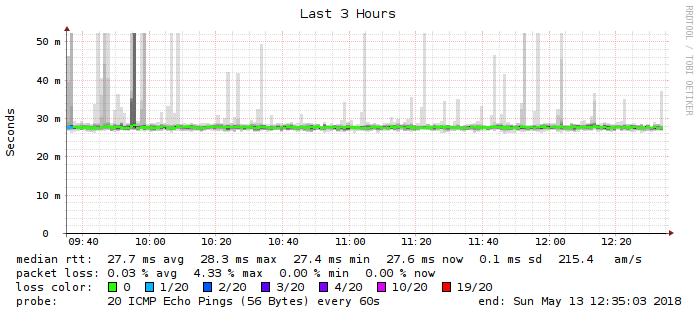 Last 3 Hours
RRDTOOL / TOBI OETIKER
Seconds
50 m
40 m
30 m
20 m
10 m
0
09:40 10:00 10:20 10:40 11:00 11:20 11:40 12:00 12:20
median rtt: 27.7 ms avg 28.3 ms max 27.4 ms min 27.6 ms now 0.1 ms sd 215.4 am/s
packet loss: 0.03 % avg 4.33 % max 0.00 % min 0.00 % now
loss color: 0 1/20 2/20 3/20 4/20 10/20 19/20
probe: 20 ICMP Echo Pings (56 Bytes) every 60s end: Sun May 13 12:35:03 2018